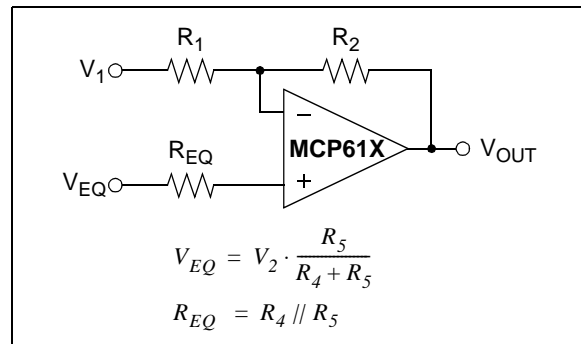 R1 R2
V1
MCP61X
−
+
VOUT
REQ
VEQ
VEQ = V2 · R5 / (R4 + R5)
REQ = R4 // R5